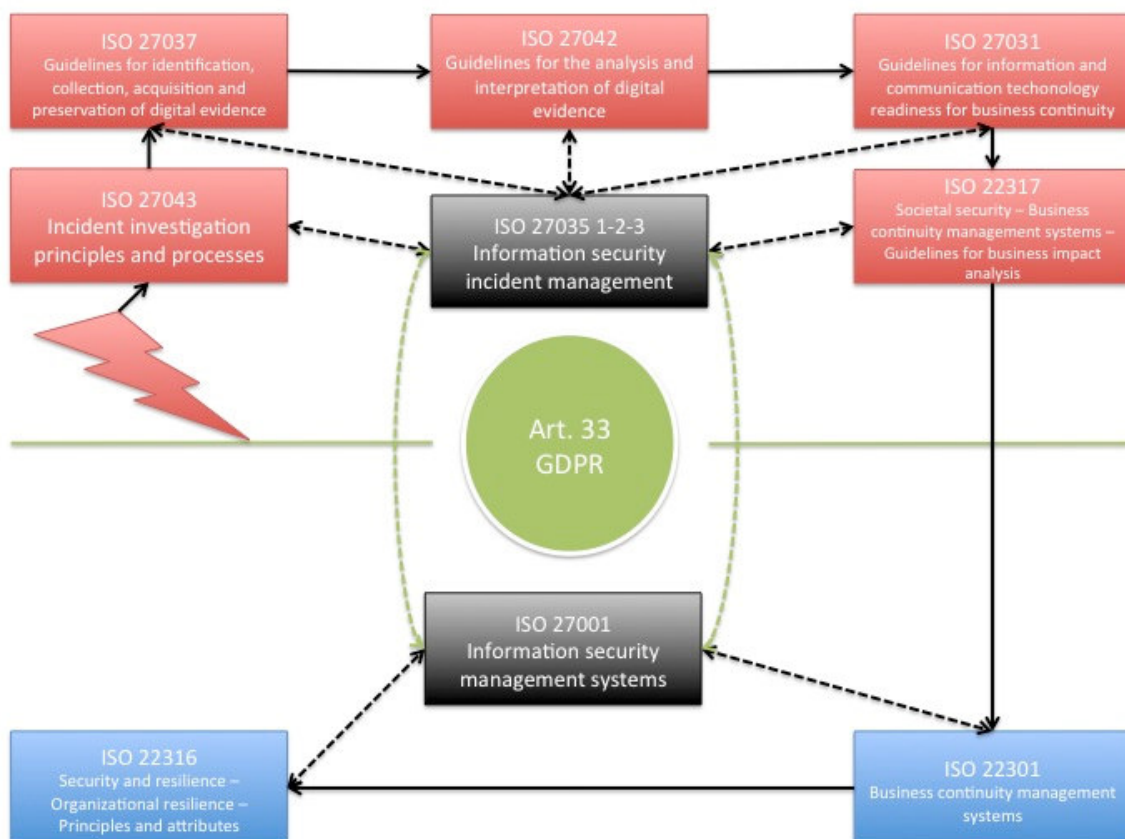 ISO 27037
Guidelines for identification,
collection, acquisition and
preservation of digital evidence
ISO 27042
Guidelines for the analysis and
interpretation of digital
evidence
ISO 27031
Guidelines for information and
communication techonology
readiness for business continuity
ISO 27043
Incident investigation
principles and processes
ISO 27035 1-2-3
Information security
incident management
ISO 22317
Societal security – Business
continuity management systems –
Guidelines for business impact
analysis
Art. 33
GDPR
ISO 27001
Information security
management systems
ISO 22316
Security and resilience –
Organizational resilience –
Principles and attributes
ISO 22301
Business continuity management
systems